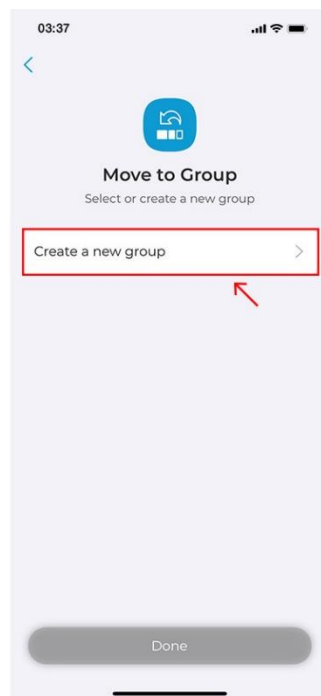 03:37
Move to Group
Select or create a new group
Create a new group
Done